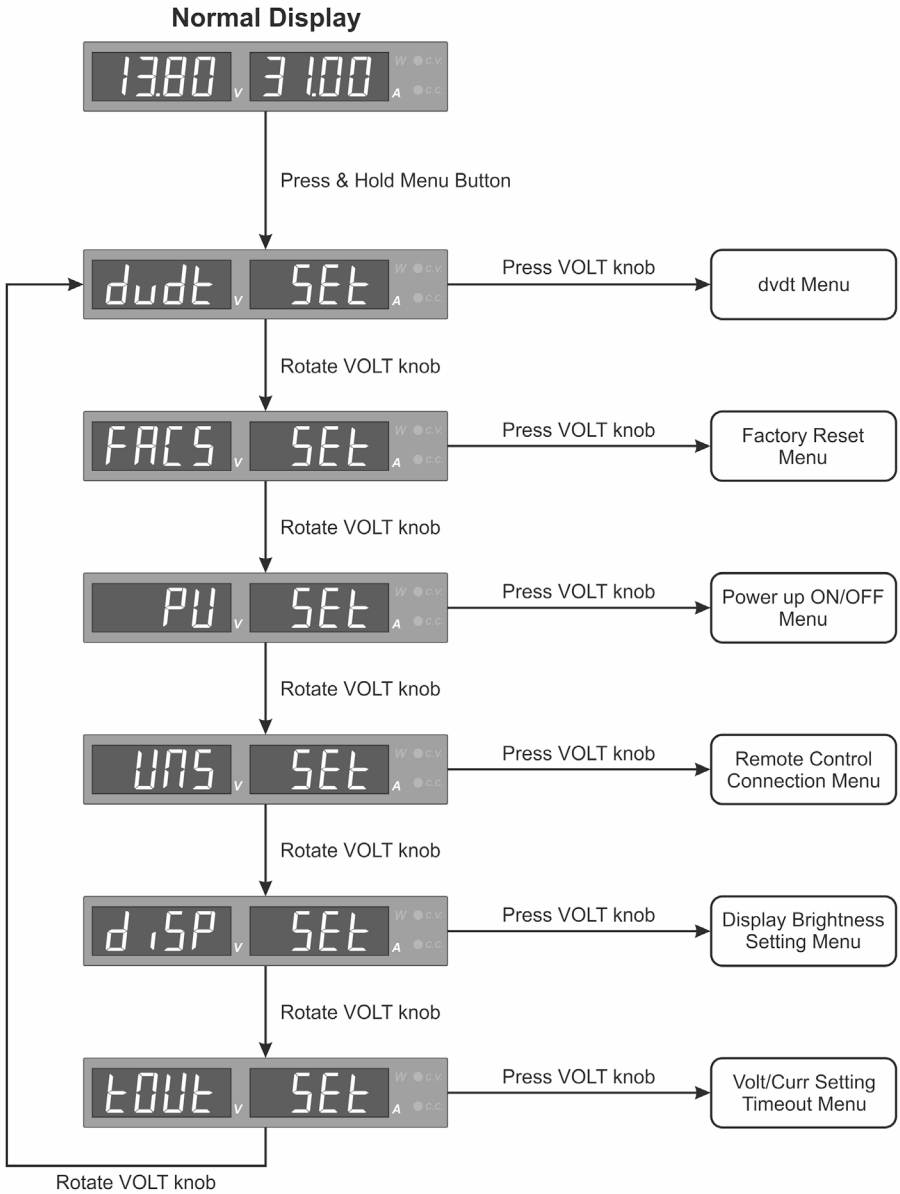 Normal Display
13.80 V 31.00 A W C.V. C.C.
Press & Hold Menu Button
dvdt V SEt A W C.V. C.C.
Press VOLT knob
dvdt Menu
Rotate VOLT knob
FACS V SEt A W C.V. C.C.
Press VOLT knob
Factory Reset
Menu
Rotate VOLT knob
PU V SEt A W C.V. C.C.
Press VOLT knob
Power up ON/OFF
Menu
Rotate VOLT knob
UMS V SEt A W C.V. C.C.
Press VOLT knob
Remote Control
Connection Menu
Rotate VOLT knob
diSP V SEt A W C.V. C.C.
Press VOLT knob
Display Brightness
Setting Menu
Rotate VOLT knob
tOUt V SEt A W C.V. C.C.
Press VOLT knob
Volt/Curr Setting
Timeout Menu
Rotate VOLT knob